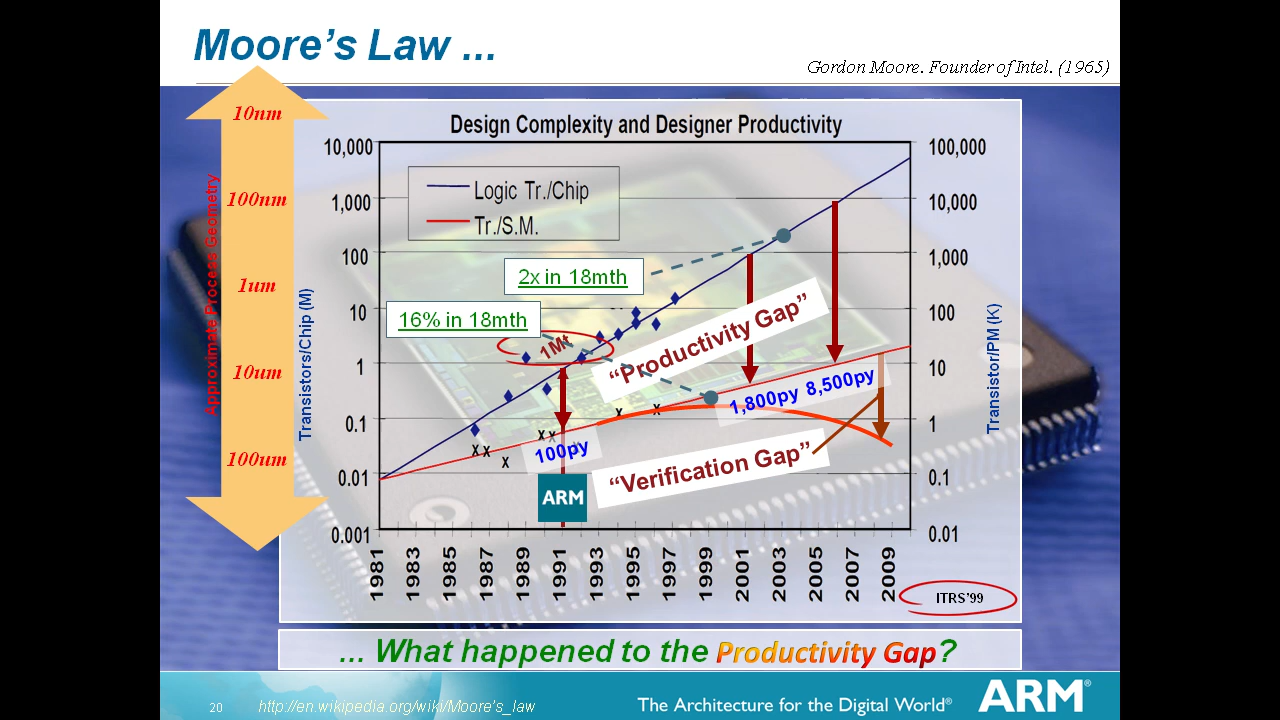 Moore's Law ...
Gordon Moore. Founder of Intel. (1965)
10nm
100nm
1um
10um
100um
Approximate Process Geometry
Design Complexity and Designer Productivity
10,000
1,000
100
10
1
0.1
0.01
0.001
Transistors/Chip (M)
100,000
10,000
1,000
100
10
1
0.1
0.01
Transistor/PM (K)
Logic Tr./Chip
Tr./S.M.
2x in 18mth
16% in 18mth
1Mt
“Productivity Gap”
1,800py
8,500py
100py
“Verification Gap”
ARM
x x x x x x x
1981 1983 1985 1987 1989 1991 1993 1995 1997 1999 2001 2003 2005 2007 2009
ITRS'99
... What happened to the Productivity Gap?
20
http://en.wikipedia.org/wiki/Moore's_law
The Architecture for the Digital World®
ARM®